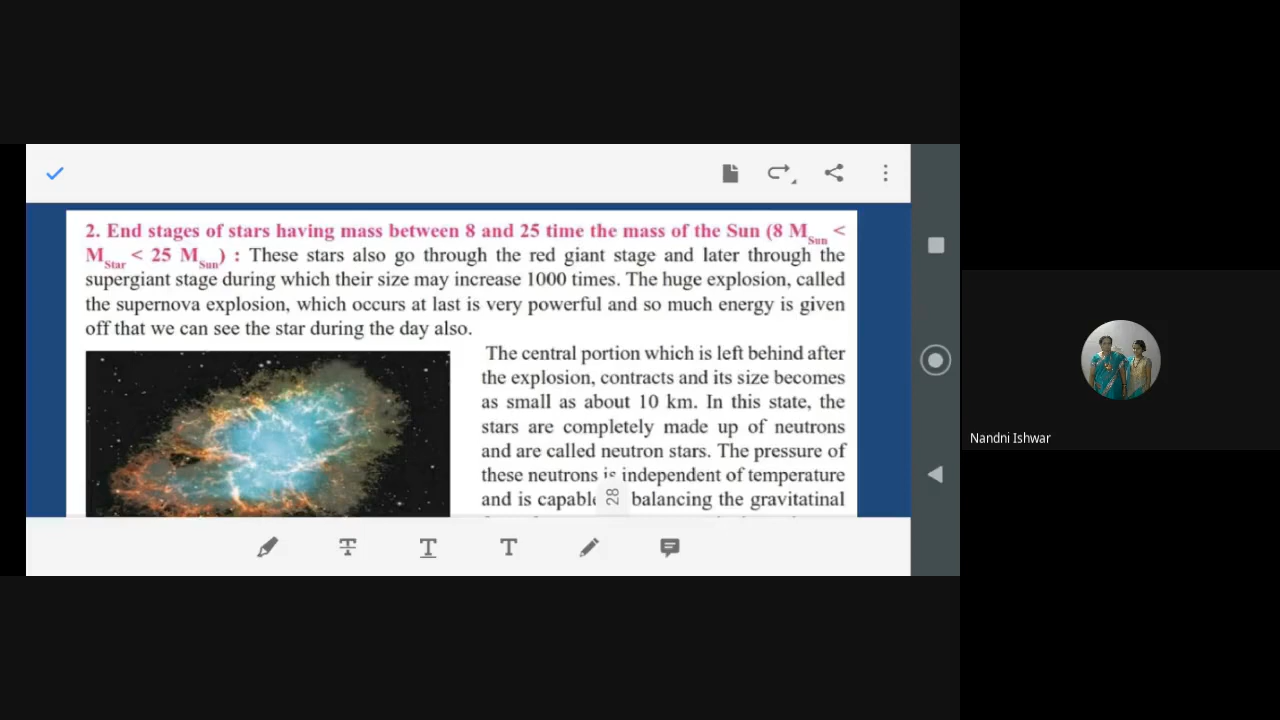 2. End stages of stars having mass between 8 and 25 time the mass of the Sun (8 M_Sun <
M_Star < 25 M_Sun) : These stars also go through the red giant stage and later through the
supergiant stage during which their size may increase 1000 times. The huge explosion, called
the supernova explosion, which occurs at last is very powerful and so much energy is given
off that we can see the star during the day also.
The central portion which is left behind after
the explosion, contracts and its size becomes
as small as about 10 km. In this state, the
stars are completely made up of neutrons
and are called neutron stars. The pressure of
these neutrons is independent of temperature
and is capable balancing the gravitatinal
28
T
T
T
Nandni Ishwar